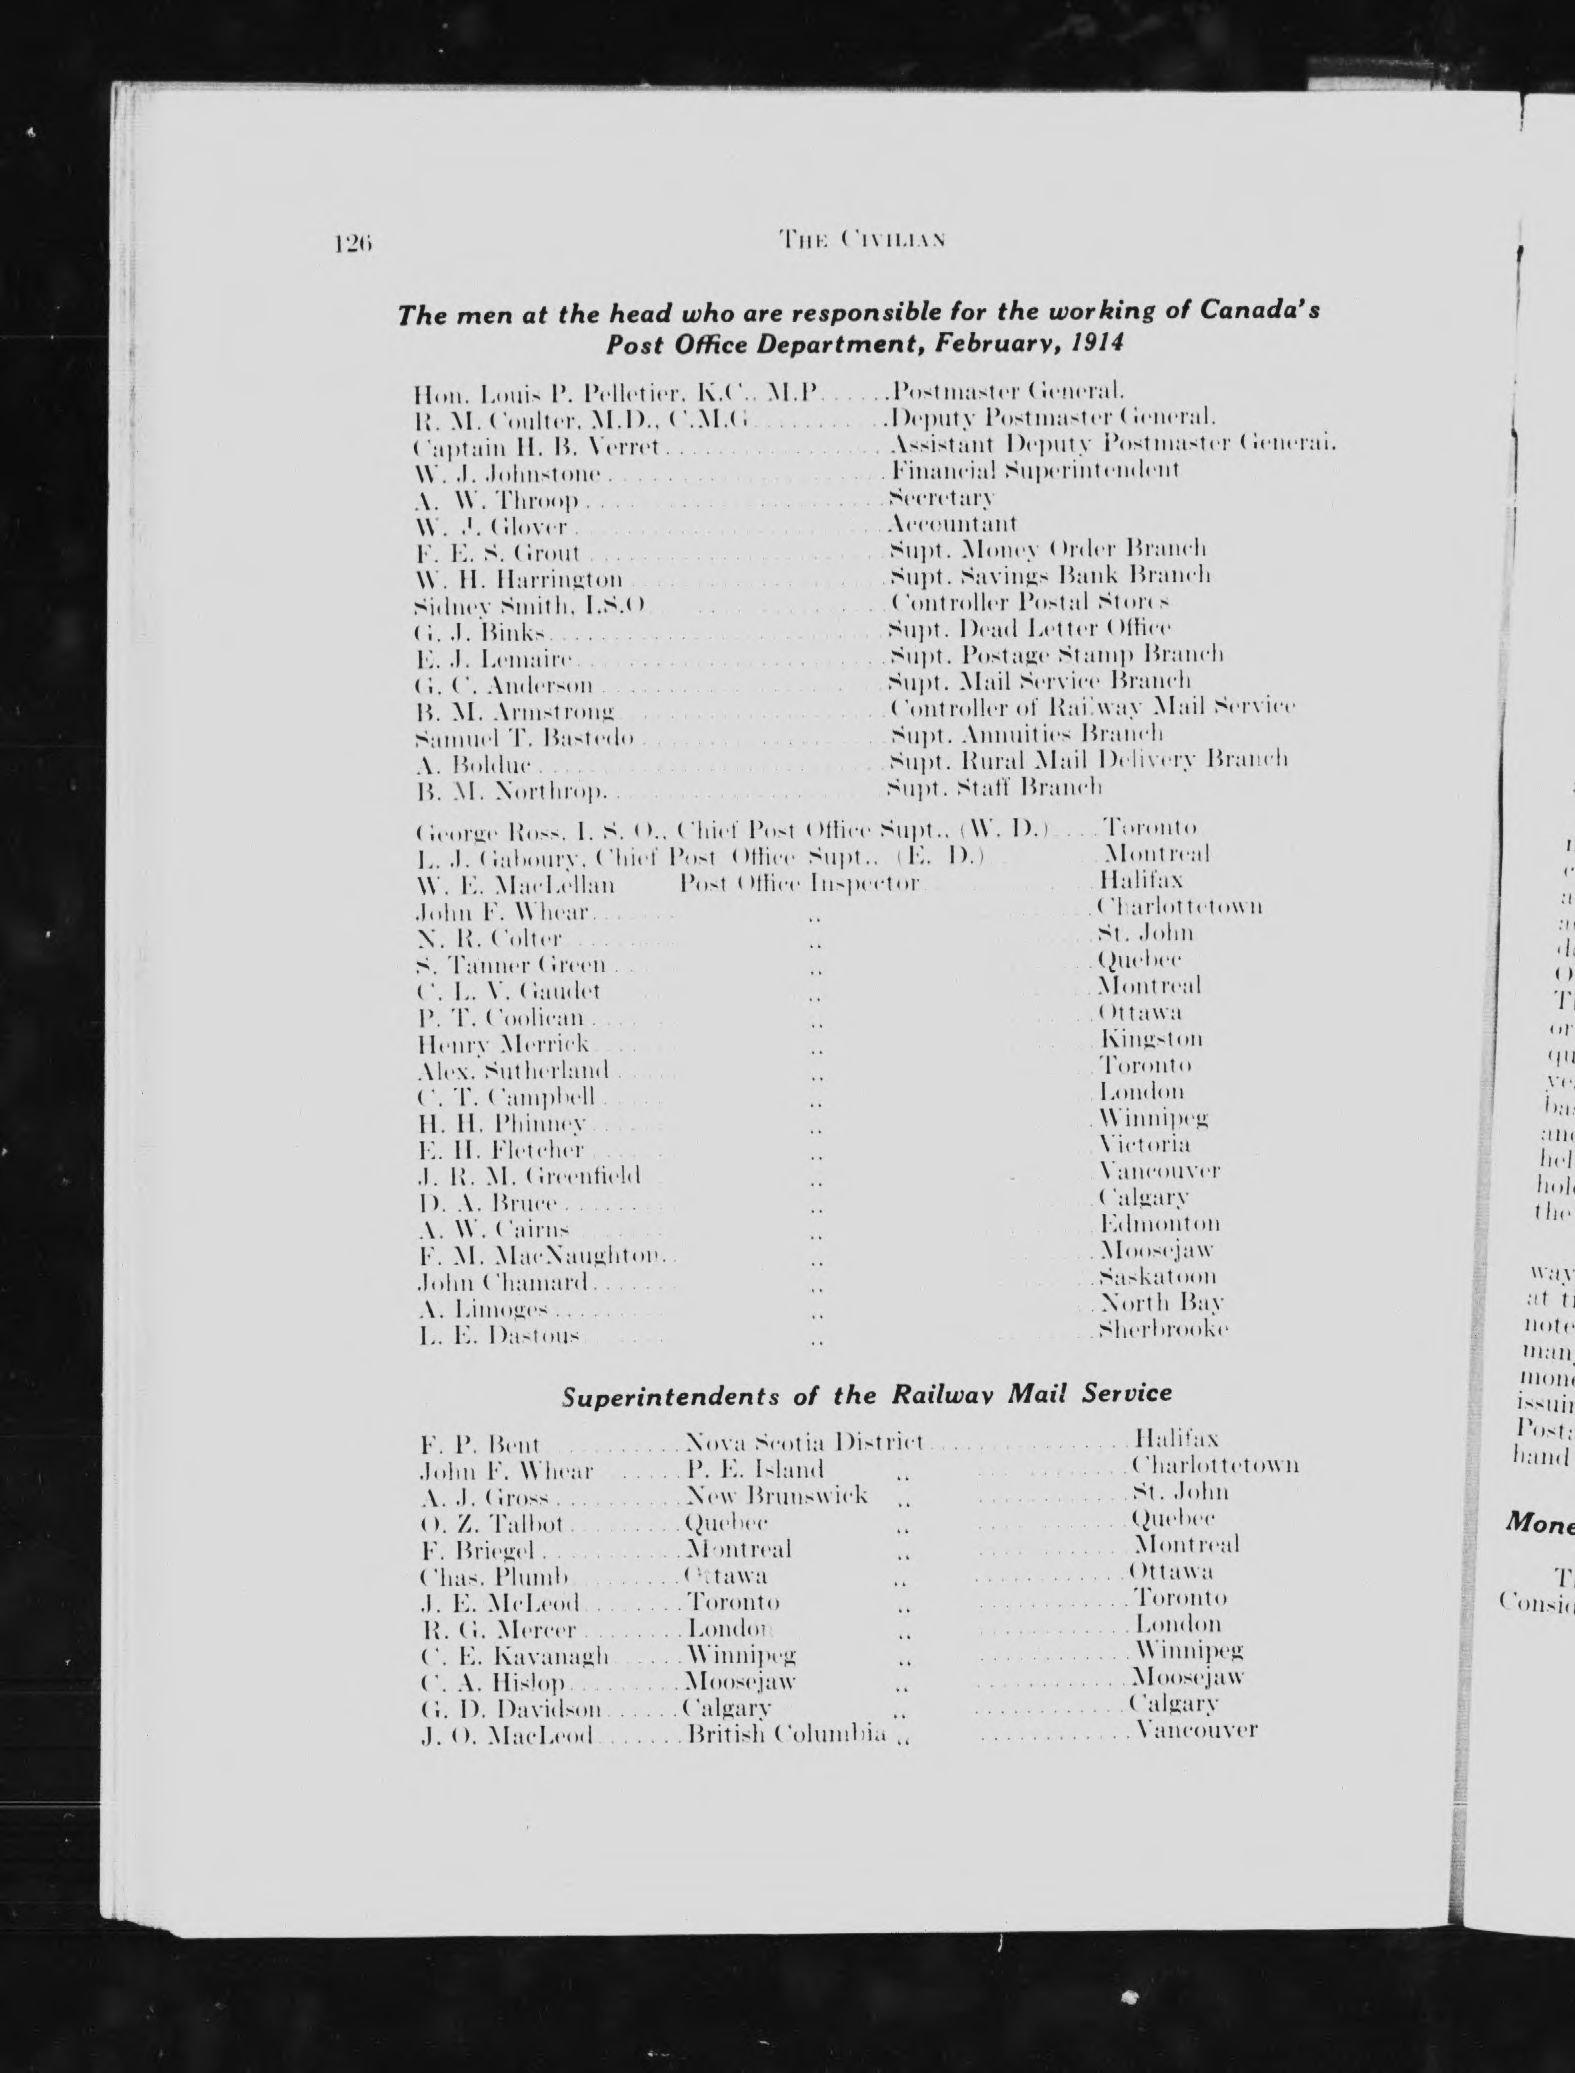 126 THE CIVILIAN
The men at the head who are responsible for the working of Canada's
Post Office Department, February, 1914
Hon. Louis P. Pelletier, K.C., M.P. ......Postmaster General.
R. M. Coulter, M.D., C.M.G...........Deputy Postmaster General.
Captain H. B. Verret.................Assistant Deputy Postmaster General.
W. J. Johnstone.....................Financial Superintendent
A. W. Throop.......................Secretary
W. J. Glover.......................Accountant
F. E. S. Grout......................Supt. Money Order Branch
W. H. Harrington...................Supt. Savings Bank Branch
Sidney Smith, I.S.O.................Controller Postal Stores
G. J. Binks.........................Supt. Dead Letter Office
E. J. Lemaire.......................Supt. Postage Stamp Branch
G. C. Anderson.....................Supt. Mail Service Branch
B. M. Armstrong....................Controller of Railway Mail Service
Samuel T. Bastedo..................Supt. Annuities Branch
A. Bolduc..........................Supt. Rural Mail Delivery Branch
B. M. Northrop.....................Supt. Staff Branch
George Ross, I. S. O., Chief Post Office Supt., (W. D.)....Toronto
L. J. Gaboury, Chief Post Office Supt., (E. D.) Montreal
W. E. MacLellan Post Office Inspector Halifax
John F. Whear...... ,, Charlottetown
N. R. Colter ,, St. John
S. Tanner Green... ,, Quebec
C. L. V. Gaudet ,, Montreal
P. T. Coolican..... ,, Ottawa
Henry Merrick ,, Kingston
Alex. Sutherland.... ,, Toronto
C. T. Campbell..... ,, London
H. H. Phinney..... ,, Winnipeg
E. H. Fletcher..... ,, Victoria
J. R. M. Greenfield ,, Vancouver
D. A. Bruce........ ,, Calgary
A. W. Cairns ,, Edmonton
F. M. MacNaughton.. ,, Moosejaw
John Chamard...... ,, Saskatoon
A. Limoges......... ,, North Bay
L. E. Dastous ,, Sherbrooke
Superintendents of the Railway Mail Service
F. P. Bent...........Nova Scotia District..............Halifax
John F. Whear ......P. E. Island ,, ...........Charlottetown
A. J. Gross..........New Brunswick ,, ............St. John
O. Z. Talbot.........Quebec ,, ............Quebec
F. Briegel...........Montreal ,, ........... Montreal
Chas. Plumb.........Ottawa ,, ............Ottawa
J. E. McLeod........Toronto ,, ............Toronto
R. G. Mercer........London ,, ............London
C. E. Kavanagh .....Winnipeg ,, ............Winnipeg
C. A. Hislop.........Moosejaw ,, ............Moosejaw
G. D. Davidson......Calgary ,, ............Calgary
J. O. MacLeod.......British Columbia ,, ............Vancouver